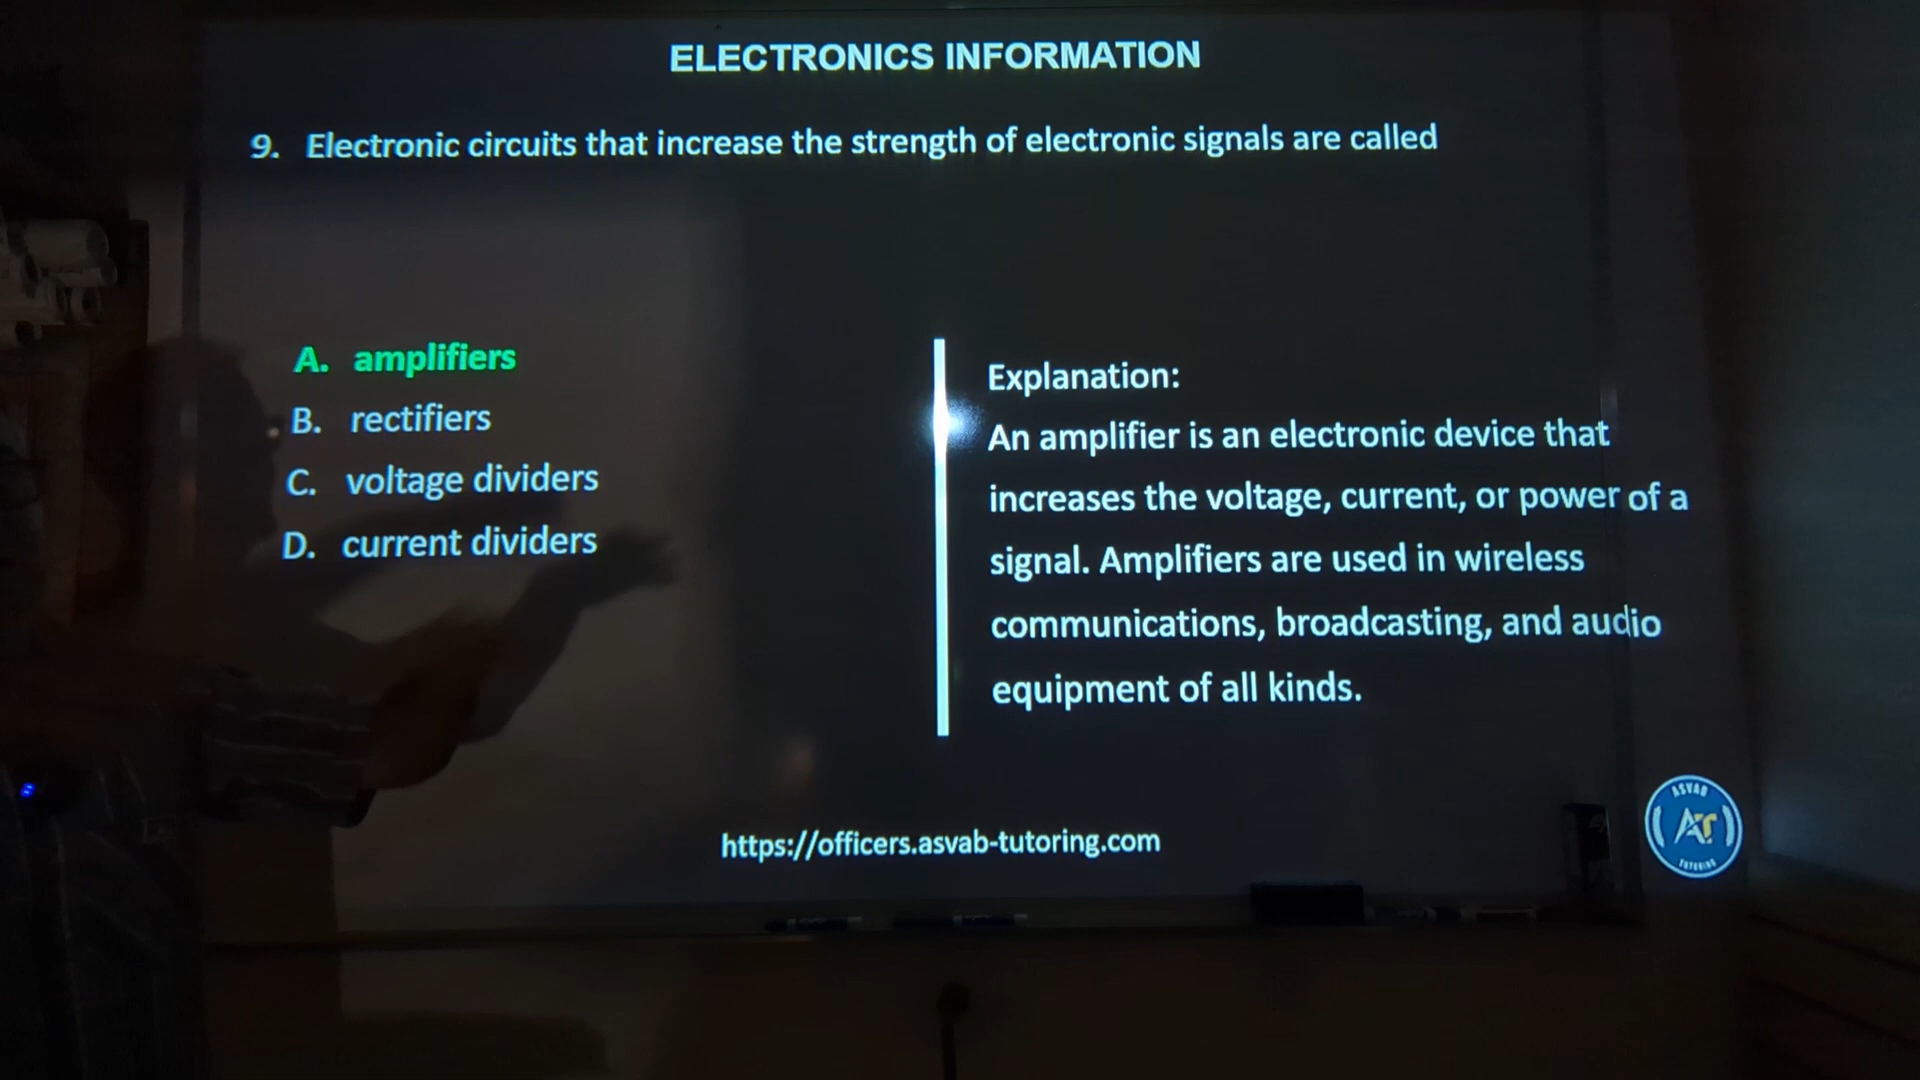 ELECTRONICS INFORMATION
9. Electronic circuits that increase the strength of electronic signals are called
A. amplifiers
B. rectifiers
C. voltage dividers
D. current dividers
Explanation:
An amplifier is an electronic device that
increases the voltage, current, or power of a
signal. Amplifiers are used in wireless
communications, broadcasting, and audio
equipment of all kinds.
https://officers.asvab-tutoring.com
ASVAB
AT
TUTORING